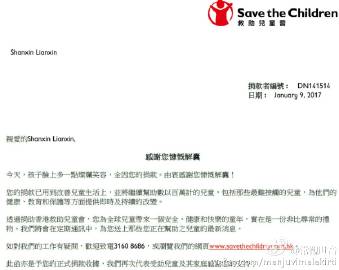 Save the Children
救助兒童會
Shanxin Lianxin
捐款者編號： DN141514
日期： January 9, 2017
親愛的Shanxin Lianxin,
感謝您慷慨解囊
今天，孩子臉上多一點燦爛笑容，全因您的捐款。由衷感謝您慷慨解囊！
您的捐款已用到改善兒童生活上，並將繼續幫助數以百萬計的兒童，包括那些最難接觸的兒童，為他們的
健康、教育和保護等方面提供即時及持續的改變。
透過捐助香港救助兒童會，您為全球兒童帶來一個安全、健康和快樂的童年，實在是一份非比尋常的禮
物。我們將會在定期通訊中，為您送上那些您正在幫助之兒童的最新消息。
如對我們的工作有疑問，歡迎致電3160 8686，或瀏覽我們的網頁www.savethechildren.org.hk
此函亦是予您的正式捐款收據，我們再次代表受助兒童及其家庭
manjuvimalekirti